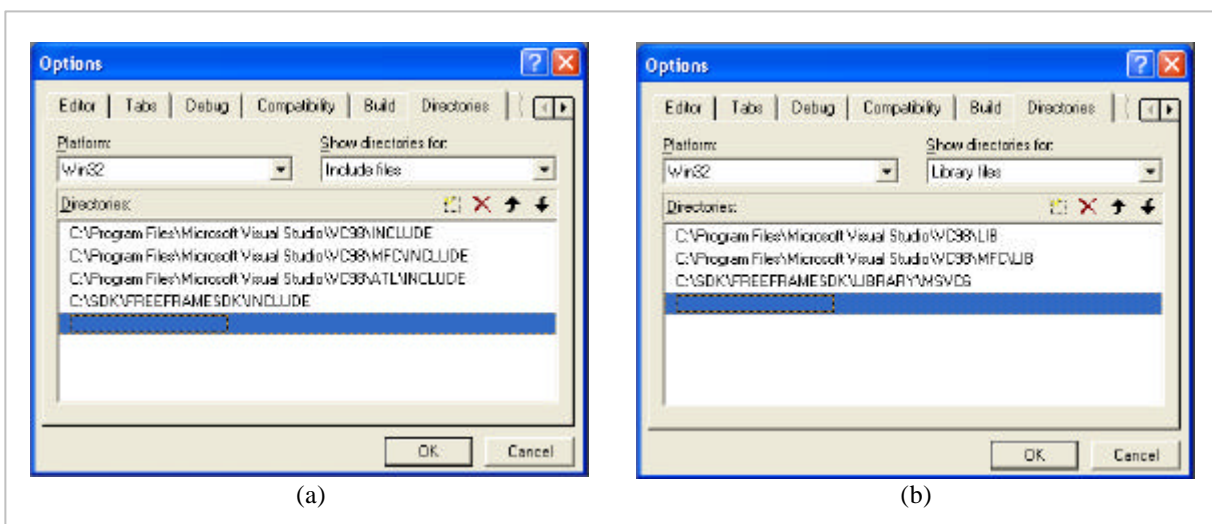 Options
Editor Tabs Debug Compatibility Build Directories
Platform:
Show directories for:
Win32
Include files
Directories:
C:\Program Files\Microsoft Visual Studio\VC98\INCLUDE
C:\Program Files\Microsoft Visual Studio\VC98\MFC\INCLUDE
C:\Program Files\Microsoft Visual Studio\VC98\ATL\INCLUDE
C:\SDK\FREEFRAMESDK\INCLUDE
OK
Cancel
(a)
Options
Editor Tabs Debug Compatibility Build Directories
Platform:
Show directories for:
Win32
Library files
Directories:
C:\Program Files\Microsoft Visual Studio\VC98\LIB
C:\Program Files\Microsoft Visual Studio\VC98\MFC\LIB
C:\SDK\FREEFRAMESDK\LIBRARY\MSVC6
OK
Cancel
(b)